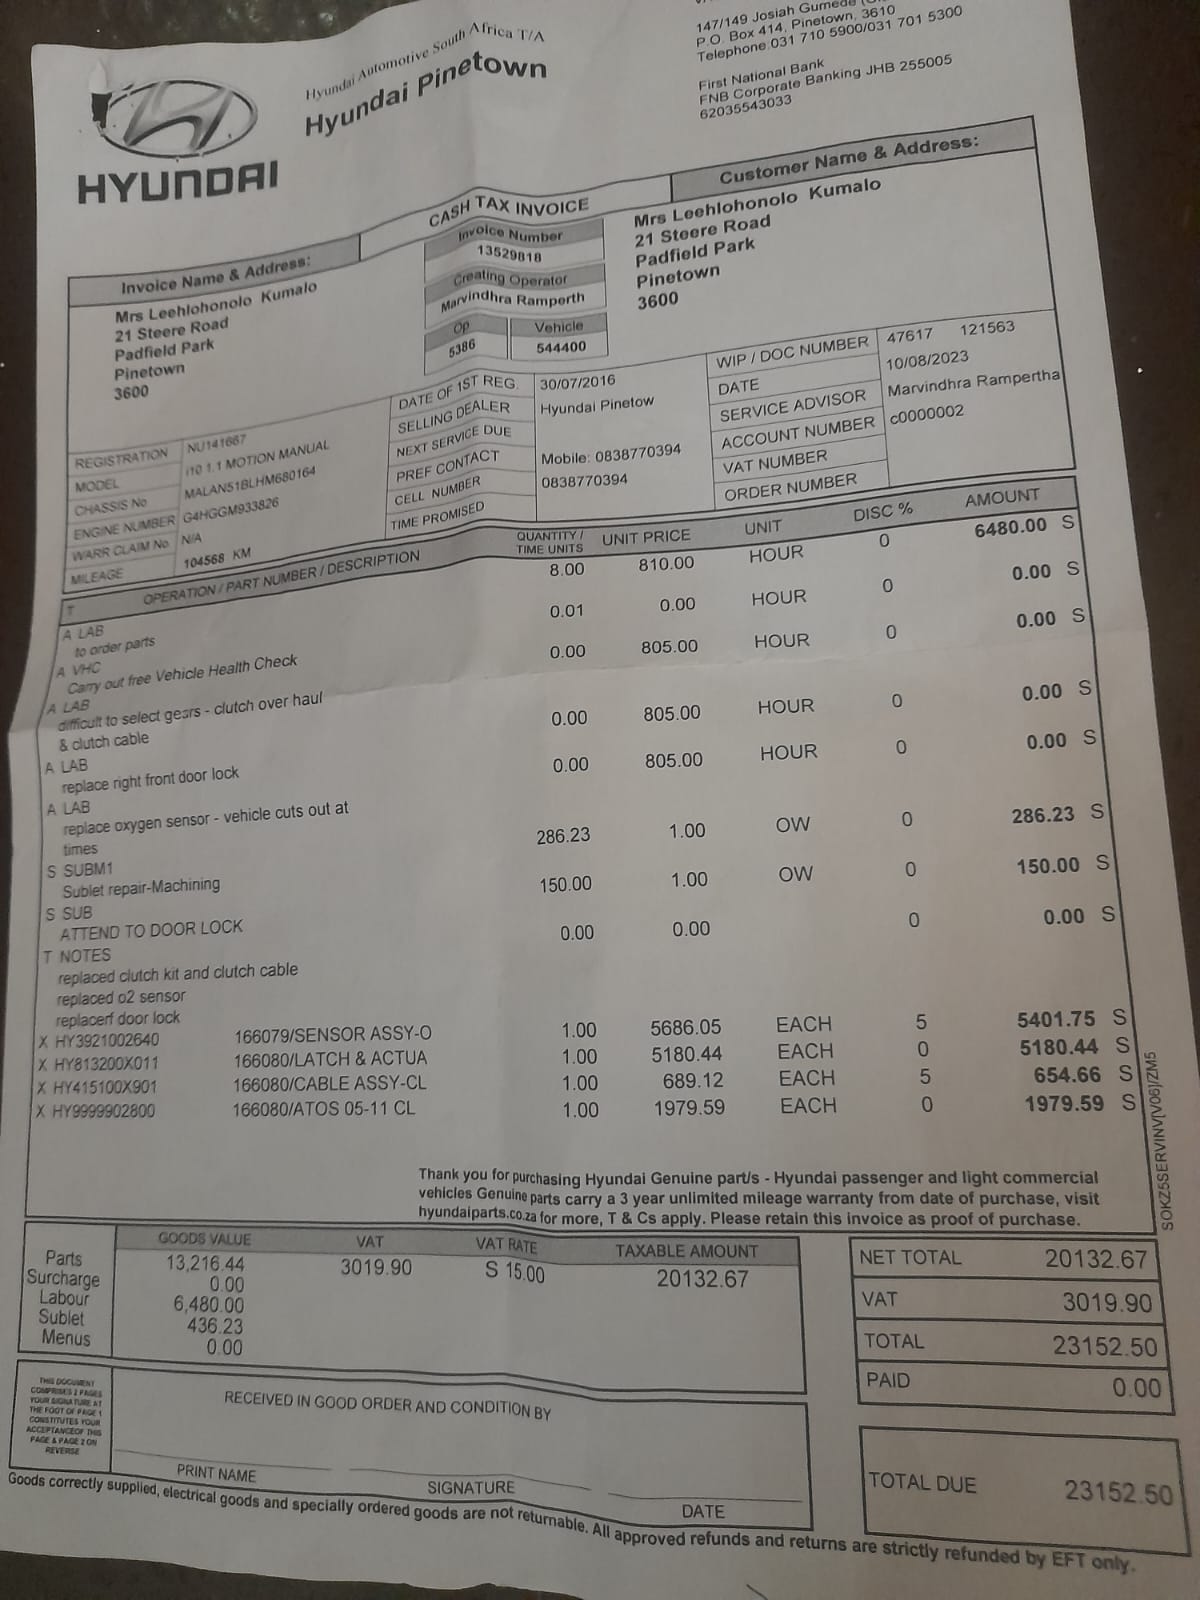 Hyundai Automotive South Africa T/A
Hyundai Pinetown
147/149 Josiah Gumede
P.O. Box 414, Pinetown, 3610
Telephone 031 710 5900/031 701 5300
First National Bank
FNB Corporate Banking JHB 255005
62035543033
HYUNDAI
CASH TAX INVOICE
Invoice Number
13529818
Creating Operator
Marvindhra Ramperth
Op Vehicle
5386 544400
Invoice Name & Address:
Mrs Leehlohonolo Kumalo
21 Steere Road
Padfield Park
Pinetown
3600
Customer Name & Address:
Mrs Leehlohonolo Kumalo
21 Steere Road
Padfield Park
Pinetown
3600
REGISTRATION NU141667
MODEL i10 1.1 MOTION MANUAL
CHASSIS No MALAN51BLHM680164
ENGINE NUMBER G4HGGM933826
WARR CLAIM No N/A
MILEAGE 104568 KM
DATE OF 1ST REG. 30/07/2016
SELLING DEALER Hyundai Pinetow
NEXT SERVICE DUE
PREF CONTACT Mobile: 0838770394
CELL NUMBER 0838770394
TIME PROMISED
WIP / DOC NUMBER 47617 121563
DATE 10/08/2023
SERVICE ADVISOR Marvindhra Rampertha
ACCOUNT NUMBER c0000002
VAT NUMBER
ORDER NUMBER
T OPERATION / PART NUMBER / DESCRIPTION QUANTITY / TIME UNITS UNIT PRICE UNIT DISC % AMOUNT
A LAB 8.00 810.00 HOUR 0 6480.00 S
to order parts
A VHC 0.01 0.00 HOUR 0 0.00 S
Carry out free Vehicle Health Check
A LAB 0.00 805.00 HOUR 0 0.00 S
difficult to select gears - clutch over haul
& clutch cable
A LAB 0.00 805.00 HOUR 0 0.00 S
replace right front door lock
A LAB 0.00 805.00 HOUR 0 0.00 S
replace oxygen sensor - vehicle cuts out at
times
S SUBM1 286.23 1.00 OW 0 286.23 S
Sublet repair-Machining
S SUB 150.00 1.00 OW 0 150.00 S
ATTEND TO DOOR LOCK
T NOTES 0.00 0.00 0 0.00 S
replaced clutch kit and clutch cable
replaced o2 sensor
replacerf door lock
X HY3921002640 166079/SENSOR ASSY-O 1.00 5686.05 EACH 5 5401.75 S
X HY813200X011 166080/LATCH & ACTUA 1.00 5180.44 EACH 0 5180.44 S
X HY415100X901 166080/CABLE ASSY-CL 1.00 689.12 EACH 5 654.66 S
X HY9999902800 166080/ATOS 05-11 CL 1.00 1979.59 EACH 0 1979.59 S
SOKZ5SERVINV[V06]/ZM5
Thank you for purchasing Hyundai Genuine part/s - Hyundai passenger and light commercial
vehicles Genuine parts carry a 3 year unlimited mileage warranty from date of purchase, visit
hyundaiparts.co.za for more, T & Cs apply. Please retain this invoice as proof of purchase.
GOODS VALUE VAT VAT RATE TAXABLE AMOUNT
Parts 13,216.44 3019.90 S 15.00 20132.67
Surcharge 0.00
Labour 6,480.00
Sublet 436.23
Menus 0.00
NET TOTAL 20132.67
VAT 3019.90
TOTAL 23152.50
PAID 0.00
TOTAL DUE 23152.50
THIS DOCUMENT
COMPRISES 2 PAGES
YOUR SIGNATURE AT
THE FOOT OF PAGE 1
CONSTITUTES YOUR
ACCEPTANCE OF THIS
PAGE & PAGE 2 ON
REVERSE
RECEIVED IN GOOD ORDER AND CONDITION BY
PRINT NAME SIGNATURE DATE
Goods correctly supplied, electrical goods and specially ordered goods are not returnable. All approved refunds and returns are strictly refunded by EFT only.